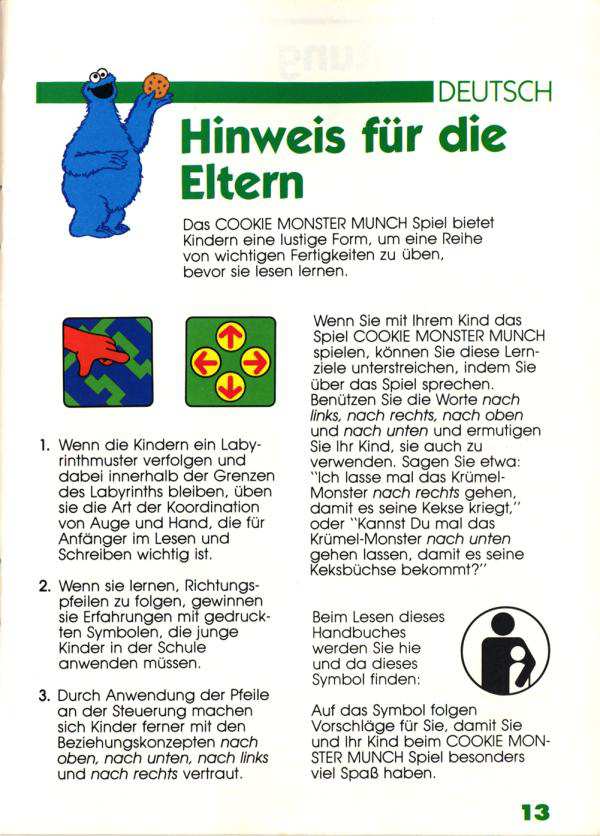 DEUTSCH
Hinweis für die
Eltern
Das COOKIE MONSTER MUNCH Spiel bietet
Kindern eine lustige Form, um eine Reihe
von wichtigen Fertigkeiten zu üben,
bevor sie lesen lernen.
1. Wenn die Kindern ein Laby-
rinthmuster verfolgen und
dabei innerhalb der Grenzen
des Labyrinths bleiben, üben
sie die Art der Koordination
von Auge und Hand, die für
Anfänger im Lesen und
Schreiben wichtig ist.
2. Wenn sie lernen, Richtungs-
pfeilen zu folgen, gewinnen
sie Erfahrungen mit gedruck-
ten Symbolen, die junge
Kinder in der Schule
anwenden müssen.
3. Durch Anwendung der Pfeile
an der Steuerung machen
sich Kinder ferner mit den
Beziehungskonzepten nach
oben, nach unten, nach links
und nach rechts vertraut.
Wenn Sie mit Ihrem Kind das
Spiel COOKIE MONSTER MUNCH
spielen, können Sie diese Lern-
ziele unterstreichen, indem Sie
über das Spiel sprechen.
Benützen Sie die Worte nach
links, nach rechts, nach oben
und nach unten und ermutigen
Sie Ihr Kind, sie auch zu
verwenden. Sagen Sie etwa:
"Ich lasse mal das Krümel-
Monster nach rechts gehen,
damit es seine Kekse kriegt,"
oder "Kannst Du mal das
Krümel-Monster nach unten
gehen lassen, damit es seine
Keksbüchse bekommt?"
Beim Lesen dieses
Handbuches
werden Sie hie
und da dieses
Symbol finden:
Auf das Symbol folgen
Vorschläge für Sie, damit Sie
und Ihr Kind beim COOKIE MON-
STER MUNCH Spiel besonders
viel Spaß haben.
13